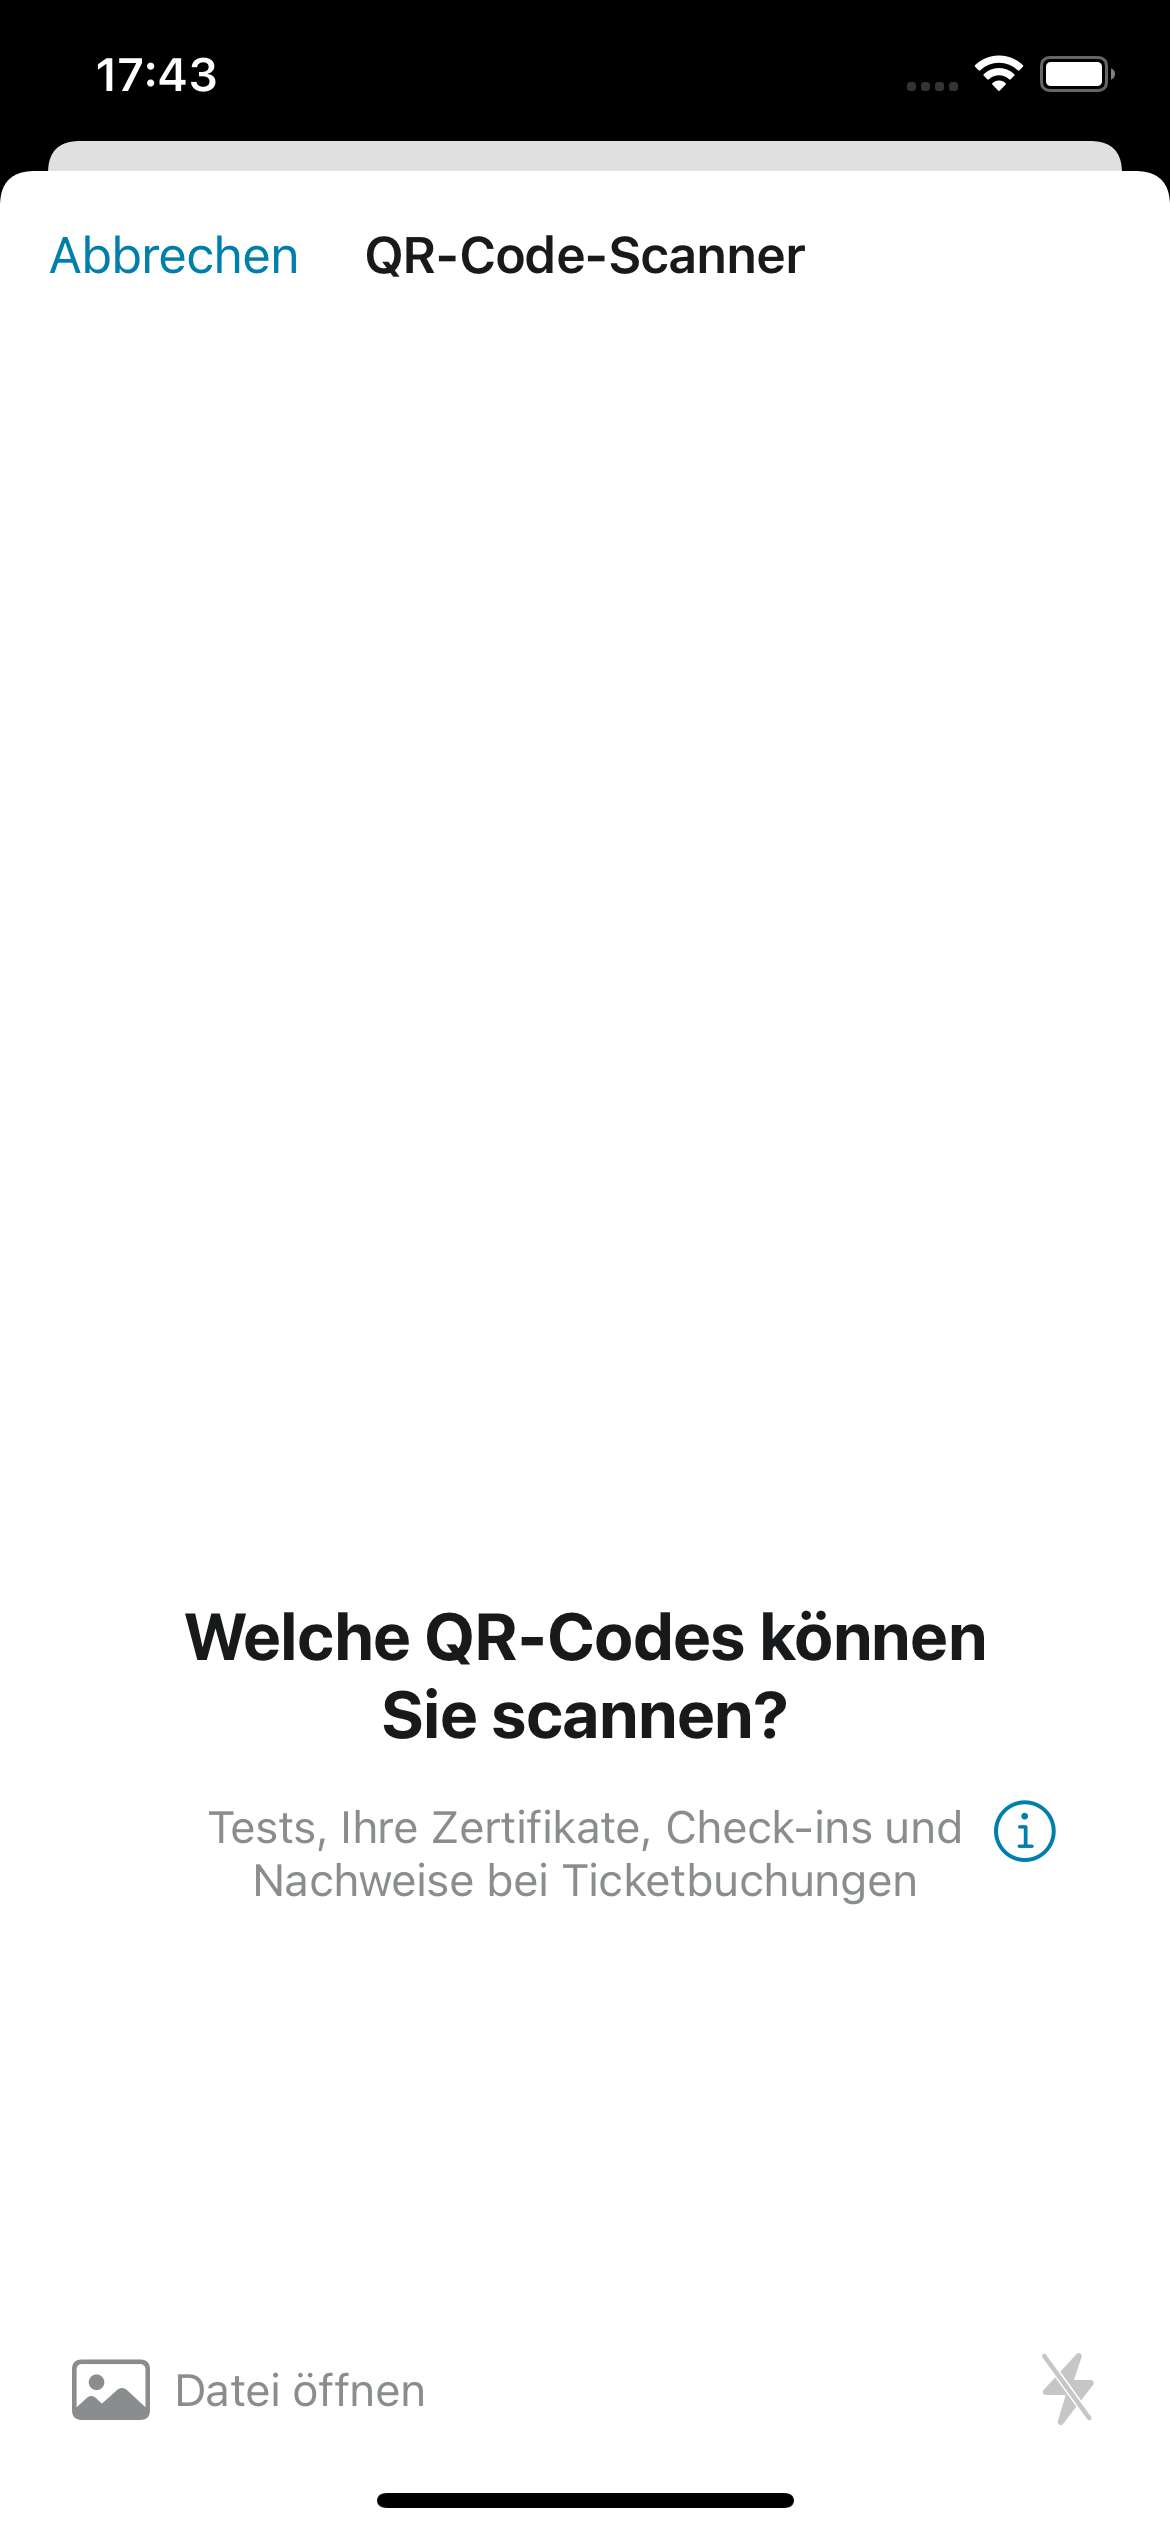 17:43
Abbrechen QR-Code-Scanner
Welche QR-Codes können
Sie scannen?
Tests, Ihre Zertifikate, Check-ins und
Nachweise bei Ticketbuchungen
Datei öffnen